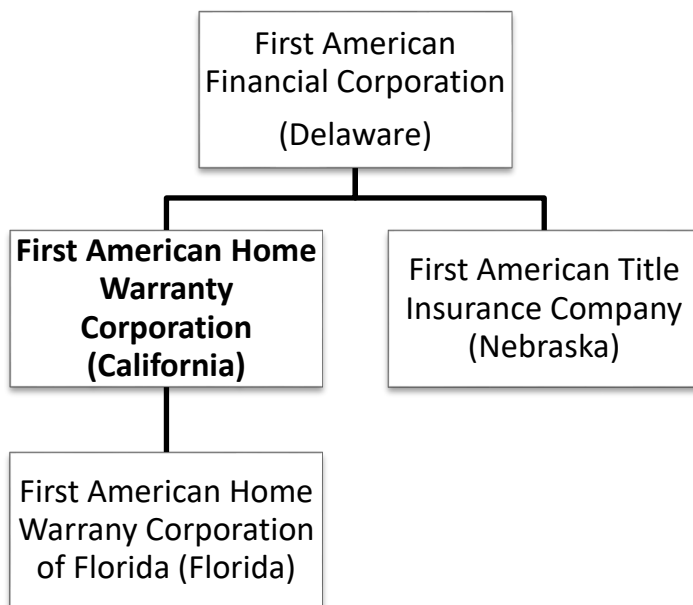 First American
Financial Corporation
(Delaware)
First American Home
Warranty
Corporation
(California)
First American Title
Insurance Company
(Nebraska)
First American Home
Warrany Corporation
of Florida (Florida)